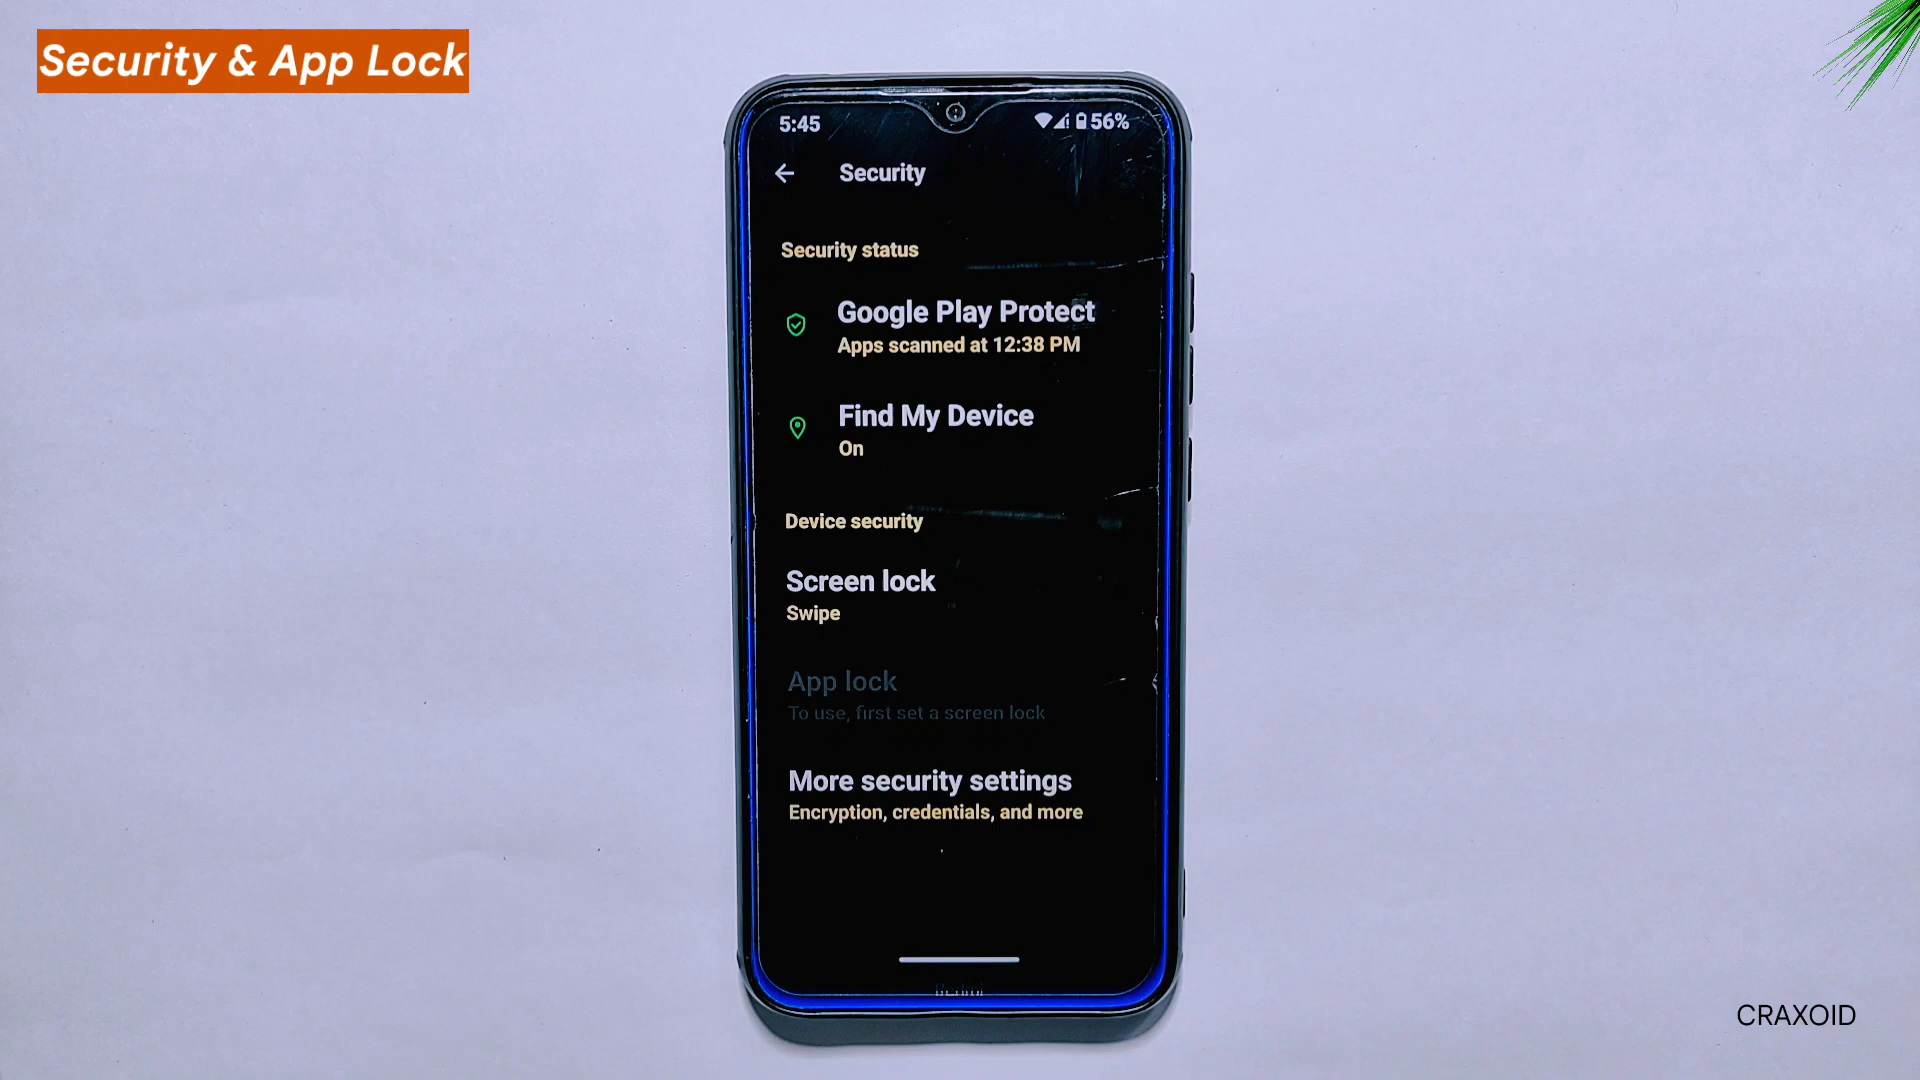 Security & App Lock
5:45
56%
Security
Security status
Google Play Protect
Apps scanned at 12:38 PM
Find My Device
On
Device security
Screen lock
Swipe
App lock
To use, first set a screen lock
More security settings
Encryption, credentials, and more
Redmi
CRAXOID